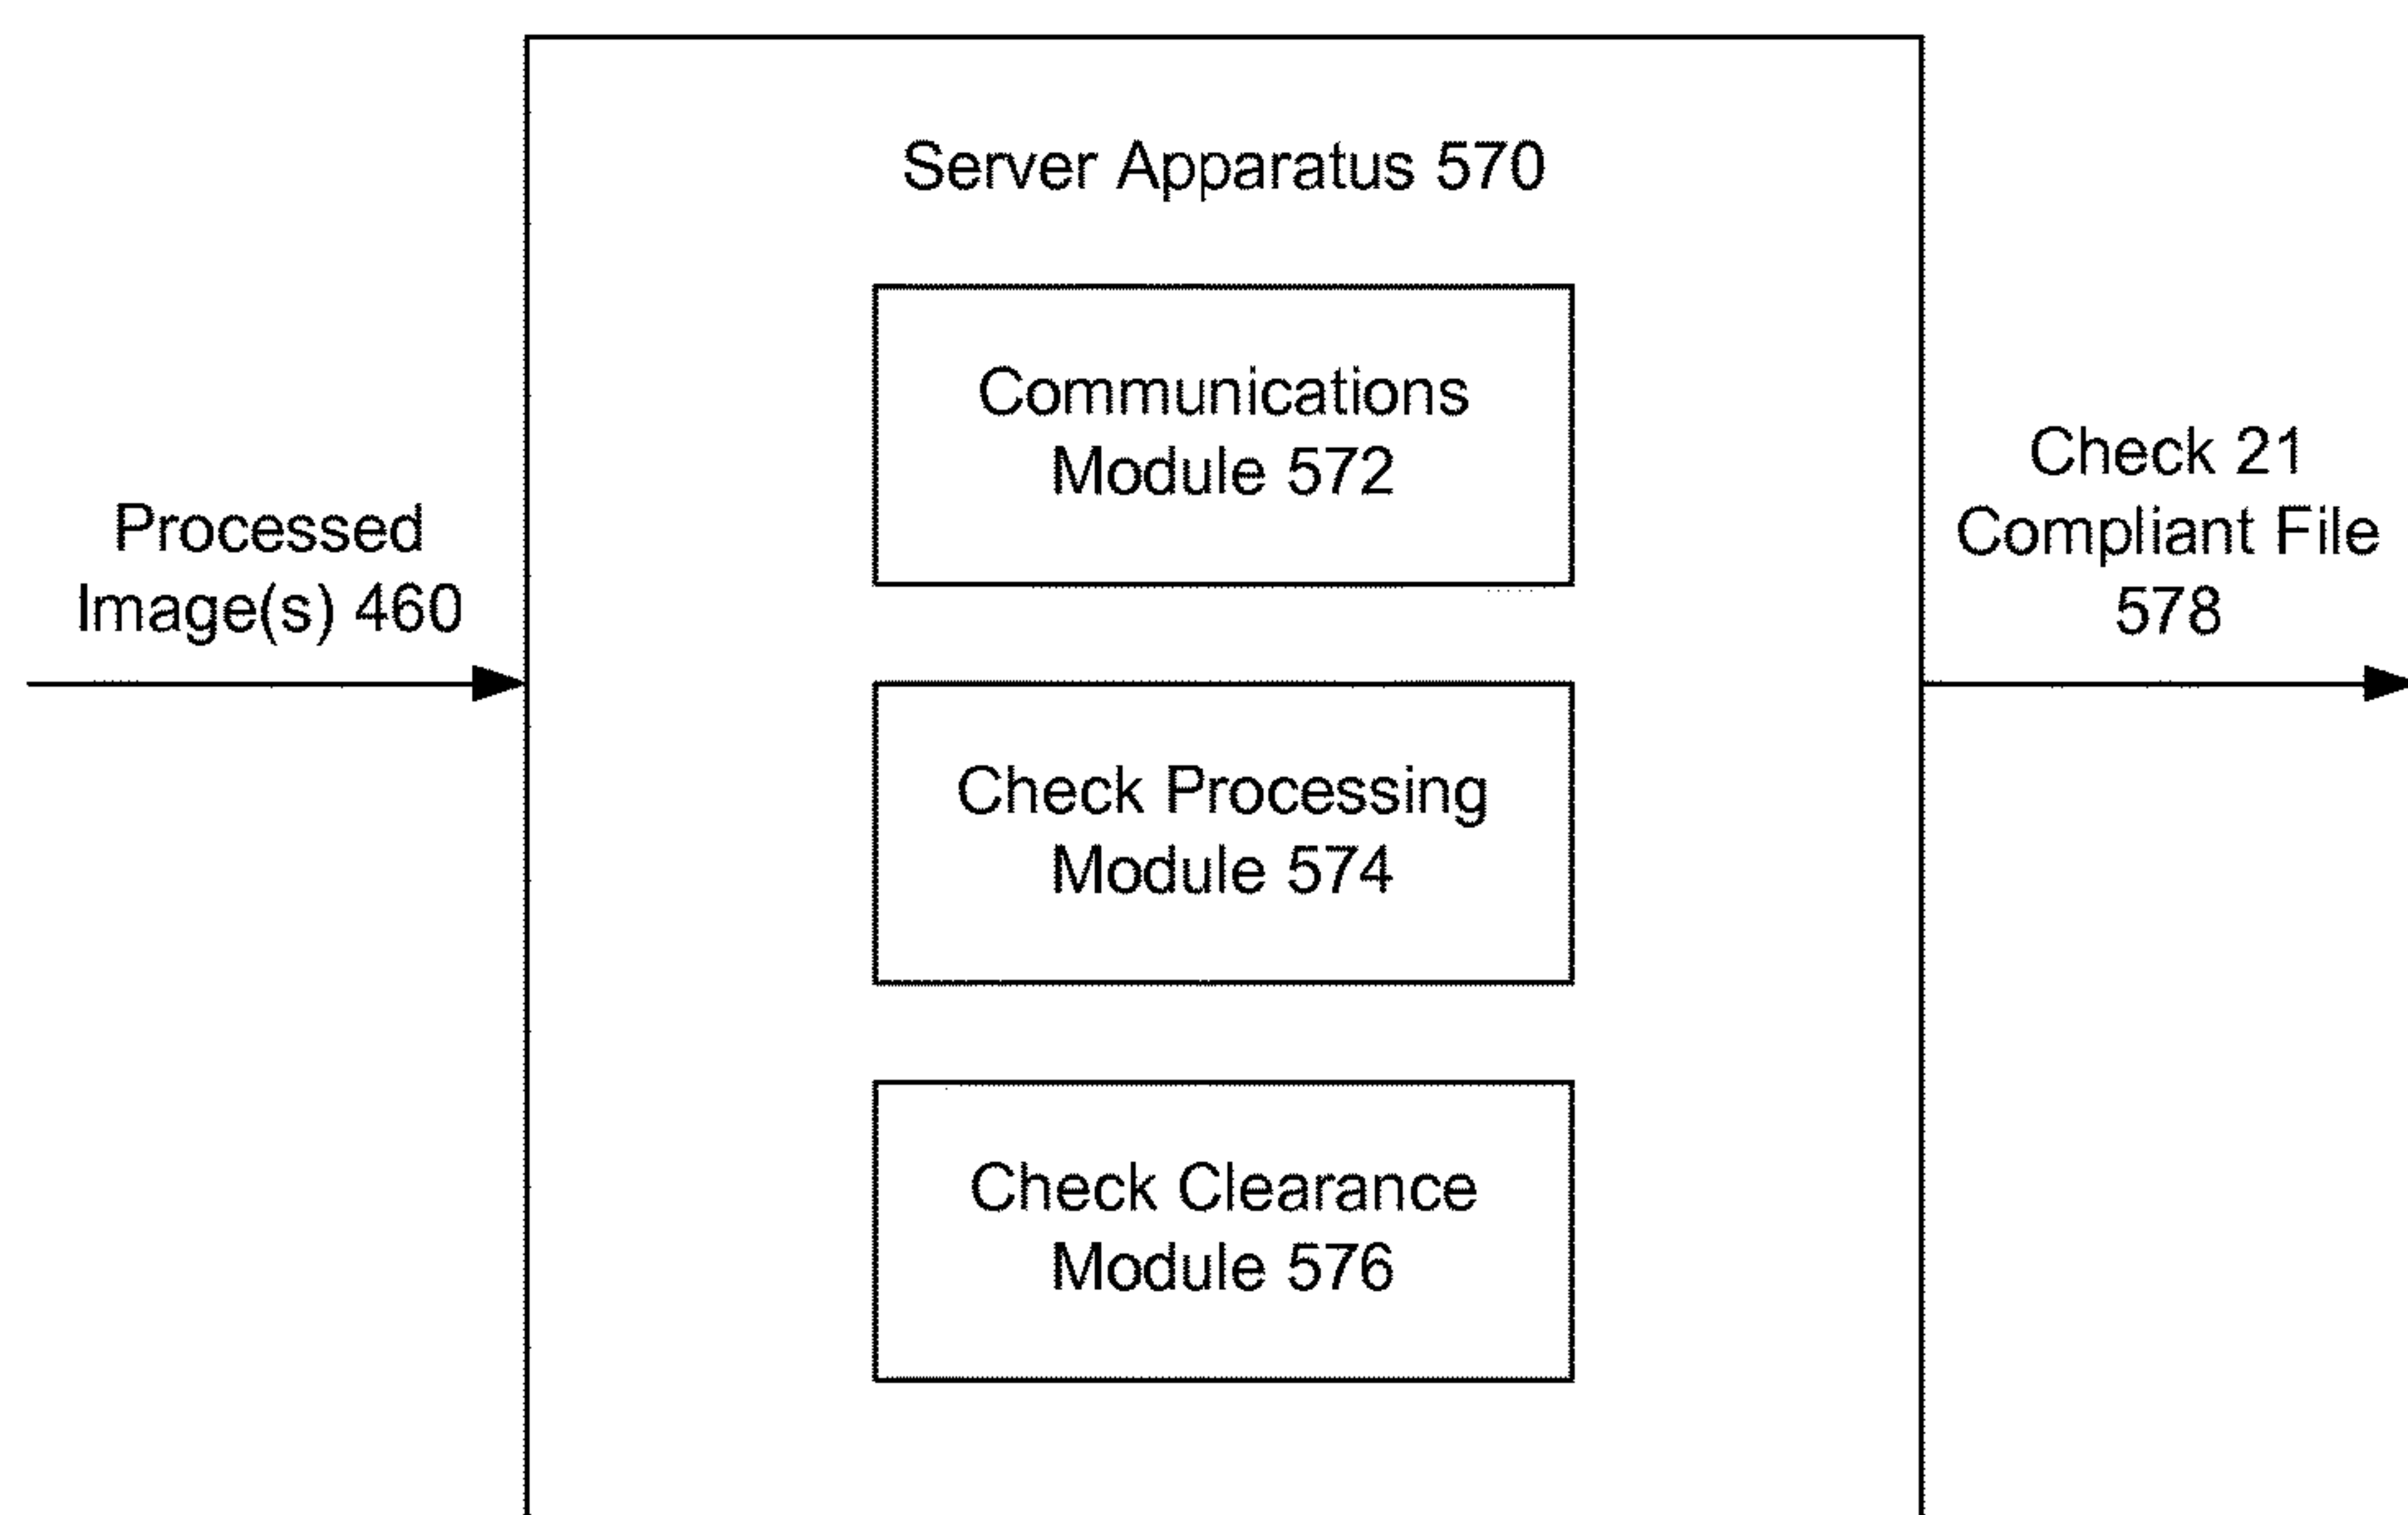 Server Apparatus 570
Communications
Module 572
Processed
Image(s) 460
Check 21
Compliant File
578
Check Processing
Module 574
Check Clearance
Module 576